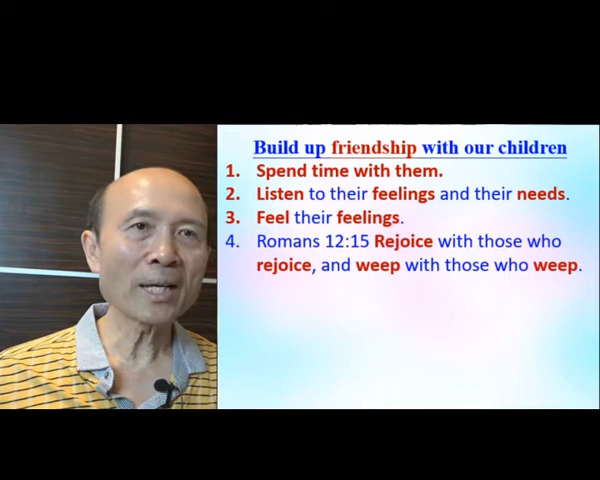 Build up friendship with our children
1. Spend time with them.
2. Listen to their feelings and their needs.
3. Feel their feelings.
4. Romans 12:15 Rejoice with those who
rejoice, and weep with those who weep.